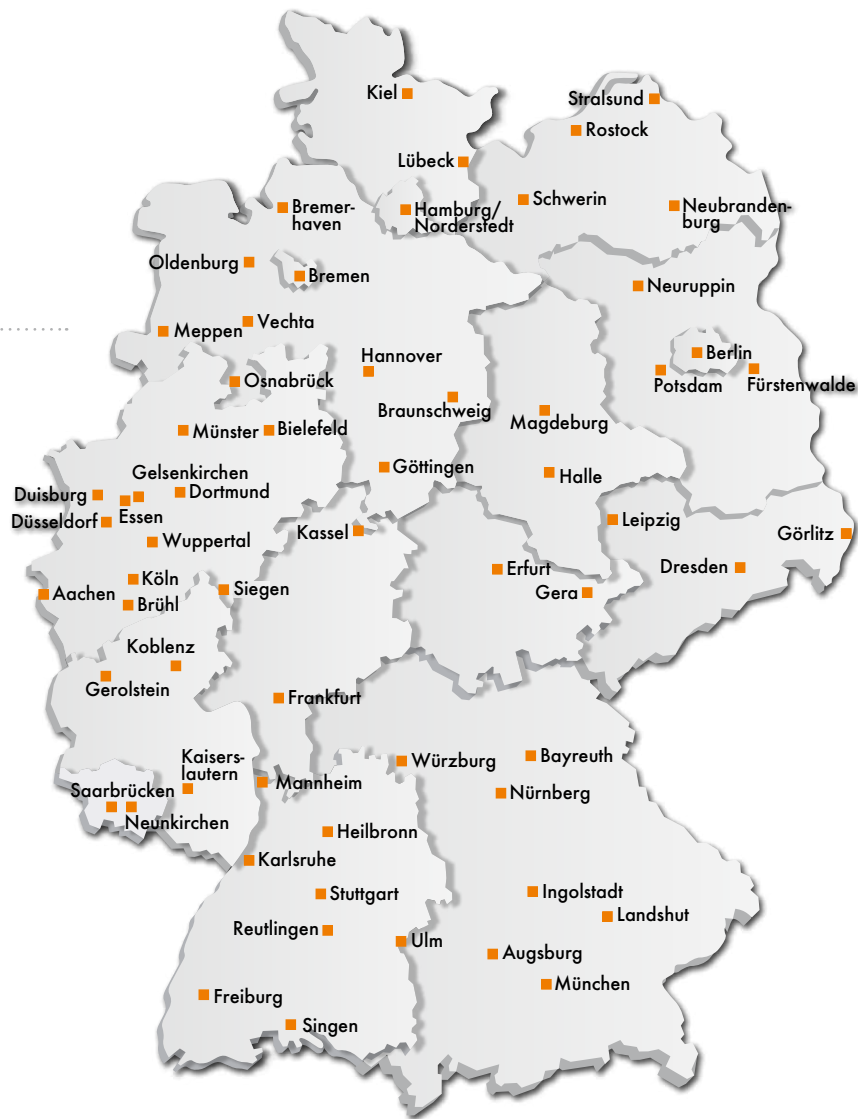 Kiel
Stralsund
Rostock
Lübeck
Schwerin
Bremer-
haven
Hamburg/
Norderstedt
Neubranden-
burg
Oldenburg
Bremen
Neuruppin
Meppen
Vechta
Hannover
Berlin
Potsdam
Fürstenwalde
Osnabrück
Braunschweig
Magdeburg
Münster
Bielefeld
Göttingen
Halle
Gelsenkirchen
Duisburg
Dortmund
Essen
Düsseldorf
Leipzig
Wuppertal
Kassel
Görlitz
Erfurt
Dresden
Köln
Aachen
Siegen
Gera
Brühl
Koblenz
Gerolstein
Frankfurt
Kaisers-
lautern
Würzburg
Bayreuth
Saarbrücken
Mannheim
Nürnberg
Neunkirchen
Heilbronn
Karlsruhe
Stuttgart
Ingolstadt
Landshut
Reutlingen
Ulm
Augsburg
München
Freiburg
Singen